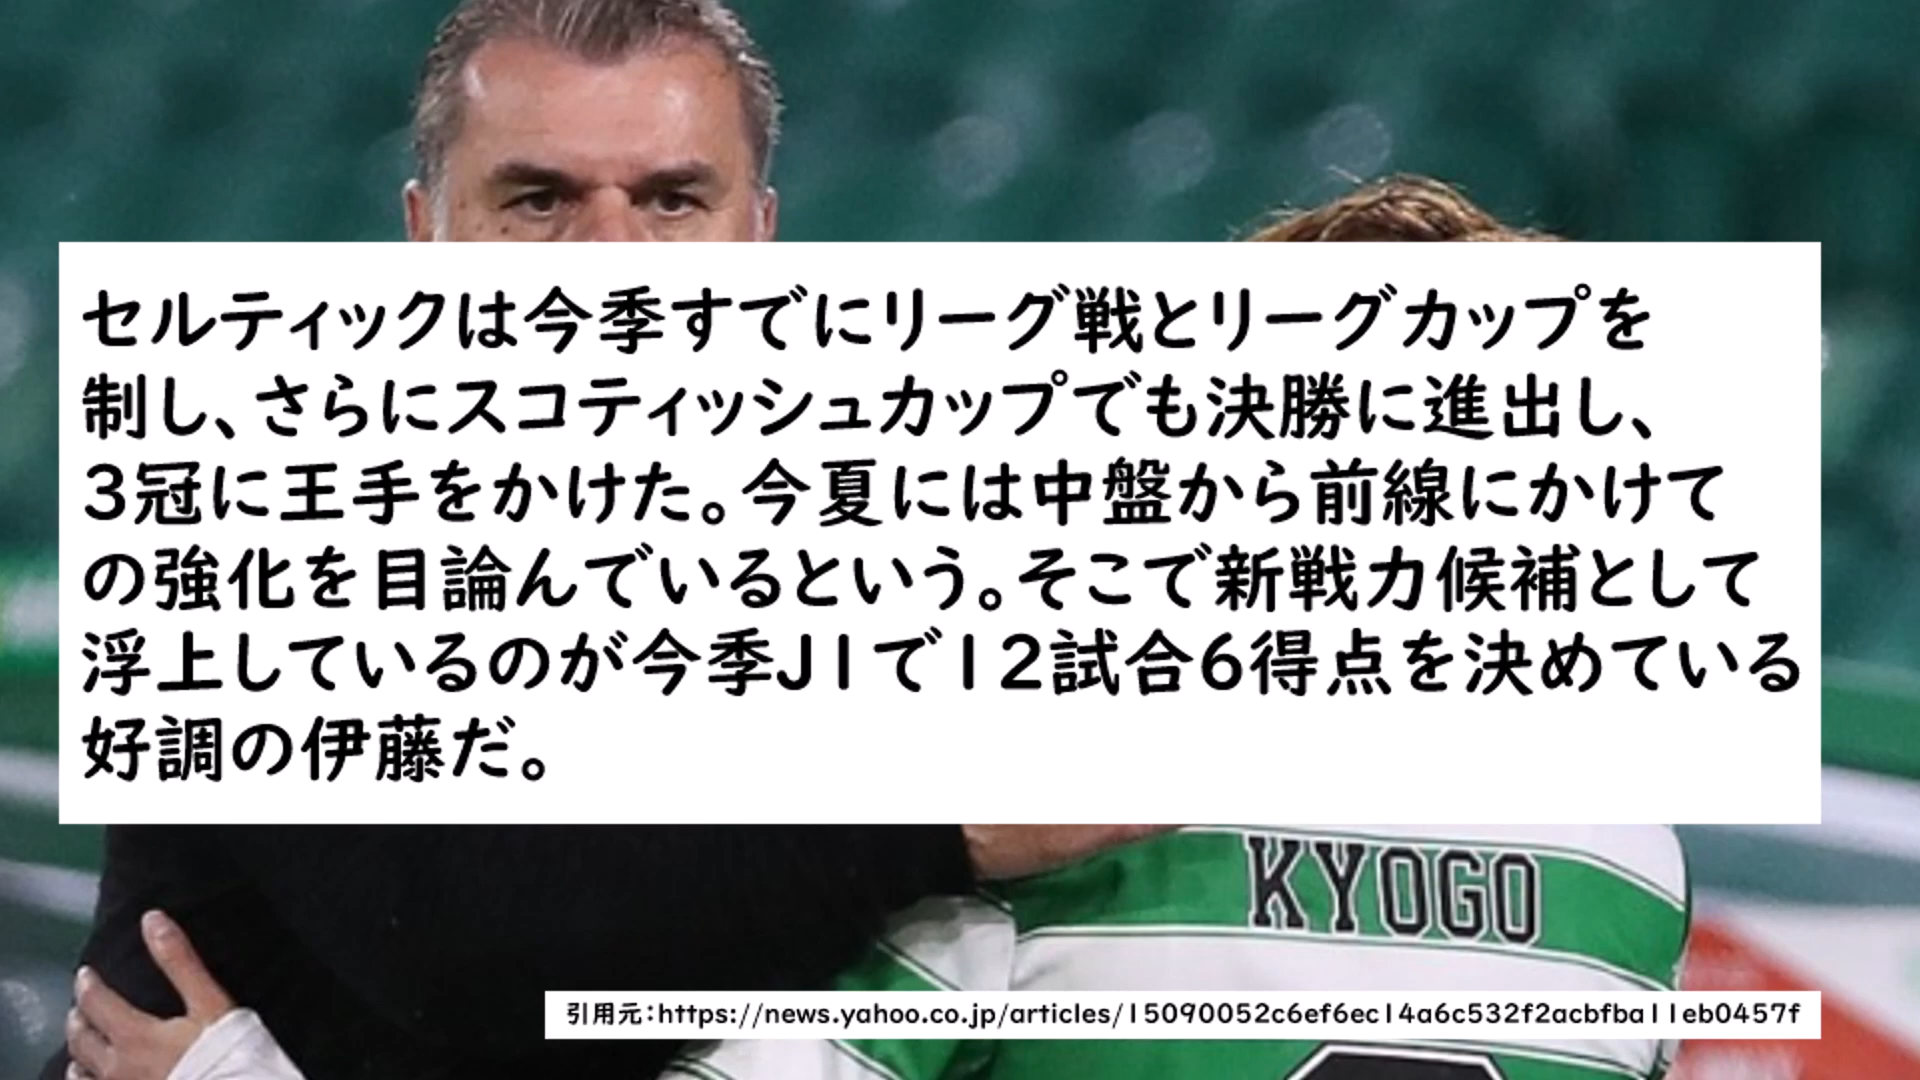 セルティックは今季すでにリーグ戦とリーグカップを
制し、さらにスコティッシュカップでも決勝に進出し、
3冠に王手をかけた。今夏には中盤から前線にかけて
の強化を目論んでいるという。そこで新戦力候補として
浮上しているのが今季J1で12試合6得点を決めている
好調の伊藤だ。
KYOGO
引用元:https://news.yahoo.co.jp/articles/15090052c6ef6ec14a6c532f2acbfba11eb0457f